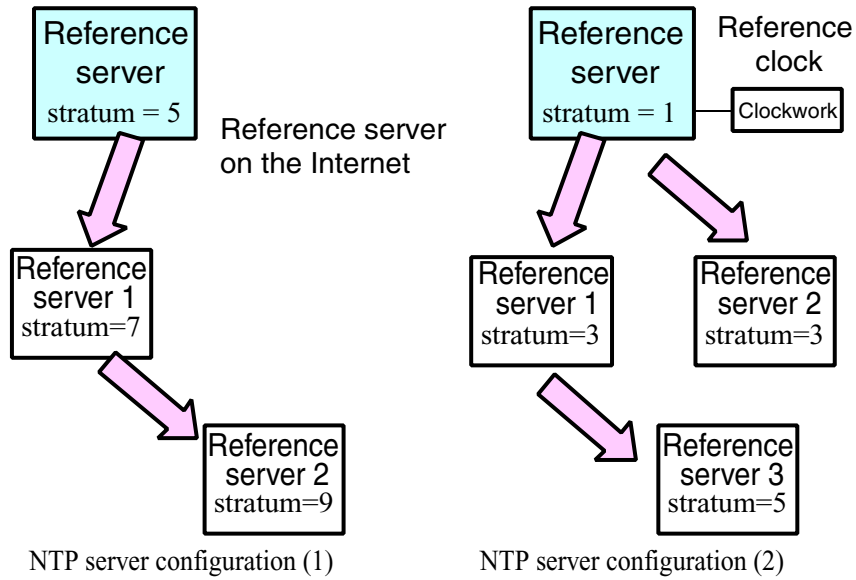 Reference
server
stratum = 5
Reference server
on the Internet
Reference
server 1
stratum=7
Reference
server 2
stratum=9
NTP server configuration (1)
Reference
server
stratum = 1
Reference
clock
Clockwork
Reference
server 1
stratum=3
Reference
server 2
stratum=3
Reference
server 3
stratum=5
NTP server configuration (2)